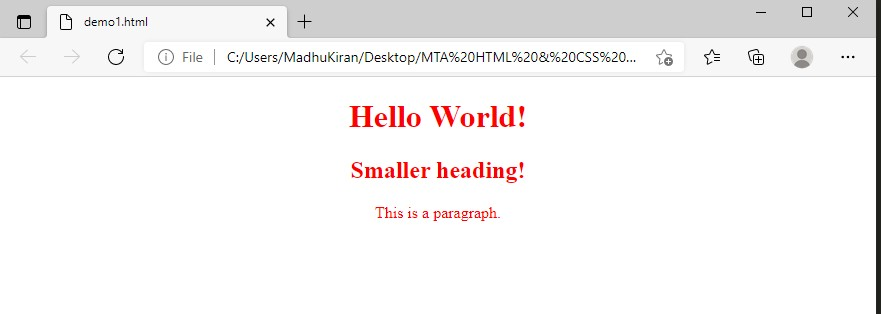 demo1.html
File
C:/Users/MadhuKiran/Desktop/MTA%20HTML%20&%20CSS%20...
Hello World!
Smaller heading!
This is a paragraph.